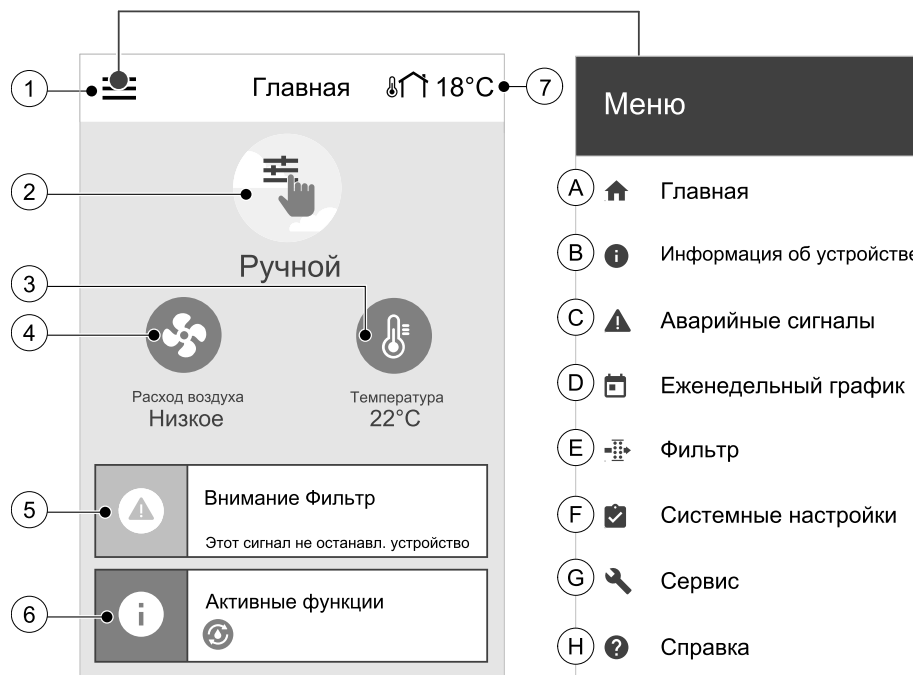 1
Главная
18°C
7
2
Ручной
3
4
Расход воздуха
Низкое
Температура
22°C
5
Внимание Фильтр
Этот сигнал не останавл. устройство
6
Активные функции
Меню
A
Главная
B
Информация об устройстве
C
Аварийные сигналы
D
Еженедельный график
E
Фильтр
F
Системные настройки
G
Сервис
H
Справка